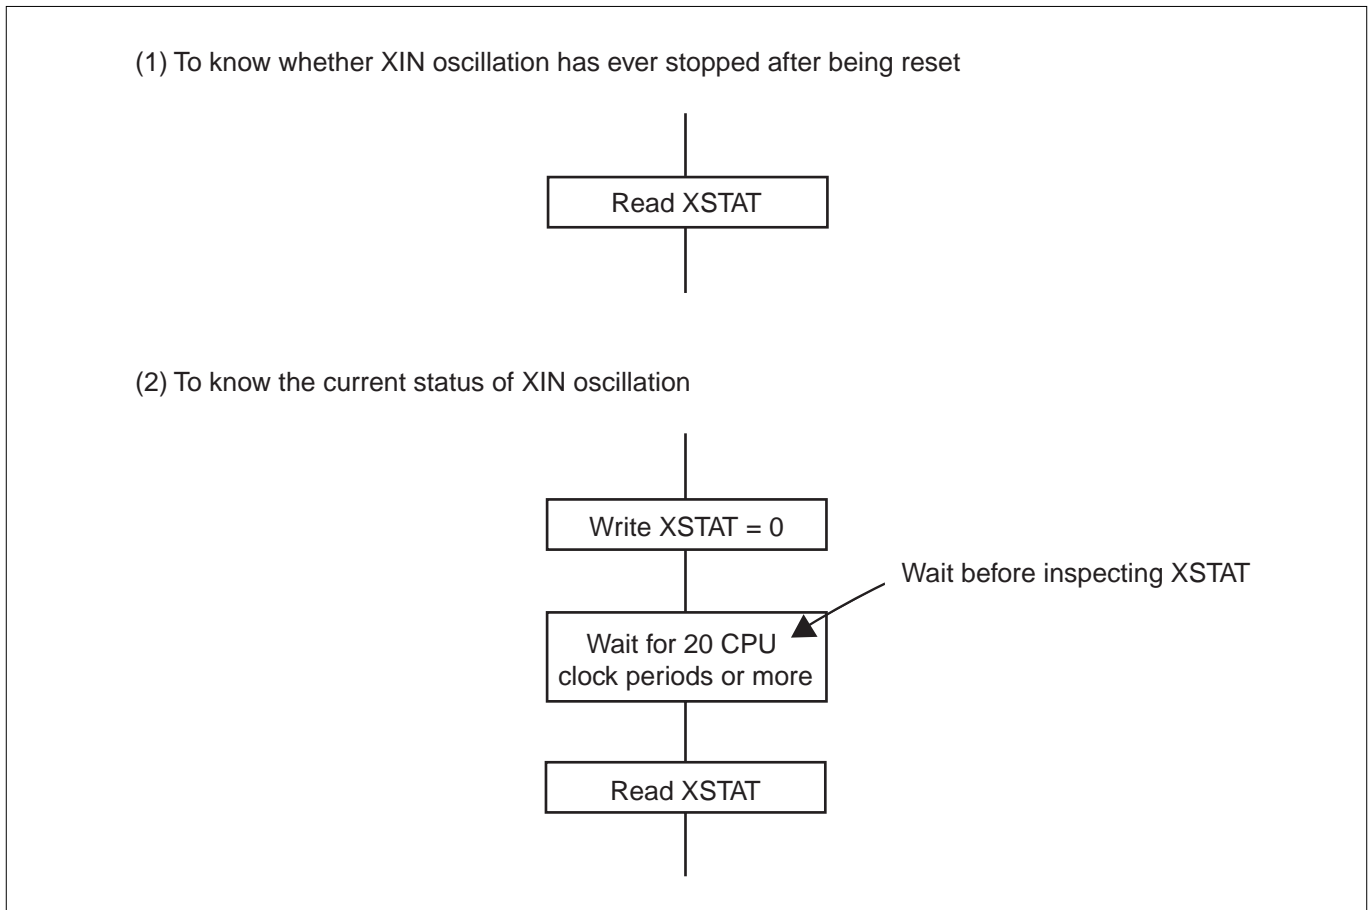 (1) To know whether XIN oscillation has ever stopped after being reset
Read XSTAT
(2) To know the current status of XIN oscillation
Write XSTAT = 0
Wait before inspecting XSTAT
Wait for 20 CPU
clock periods or more
Read XSTAT